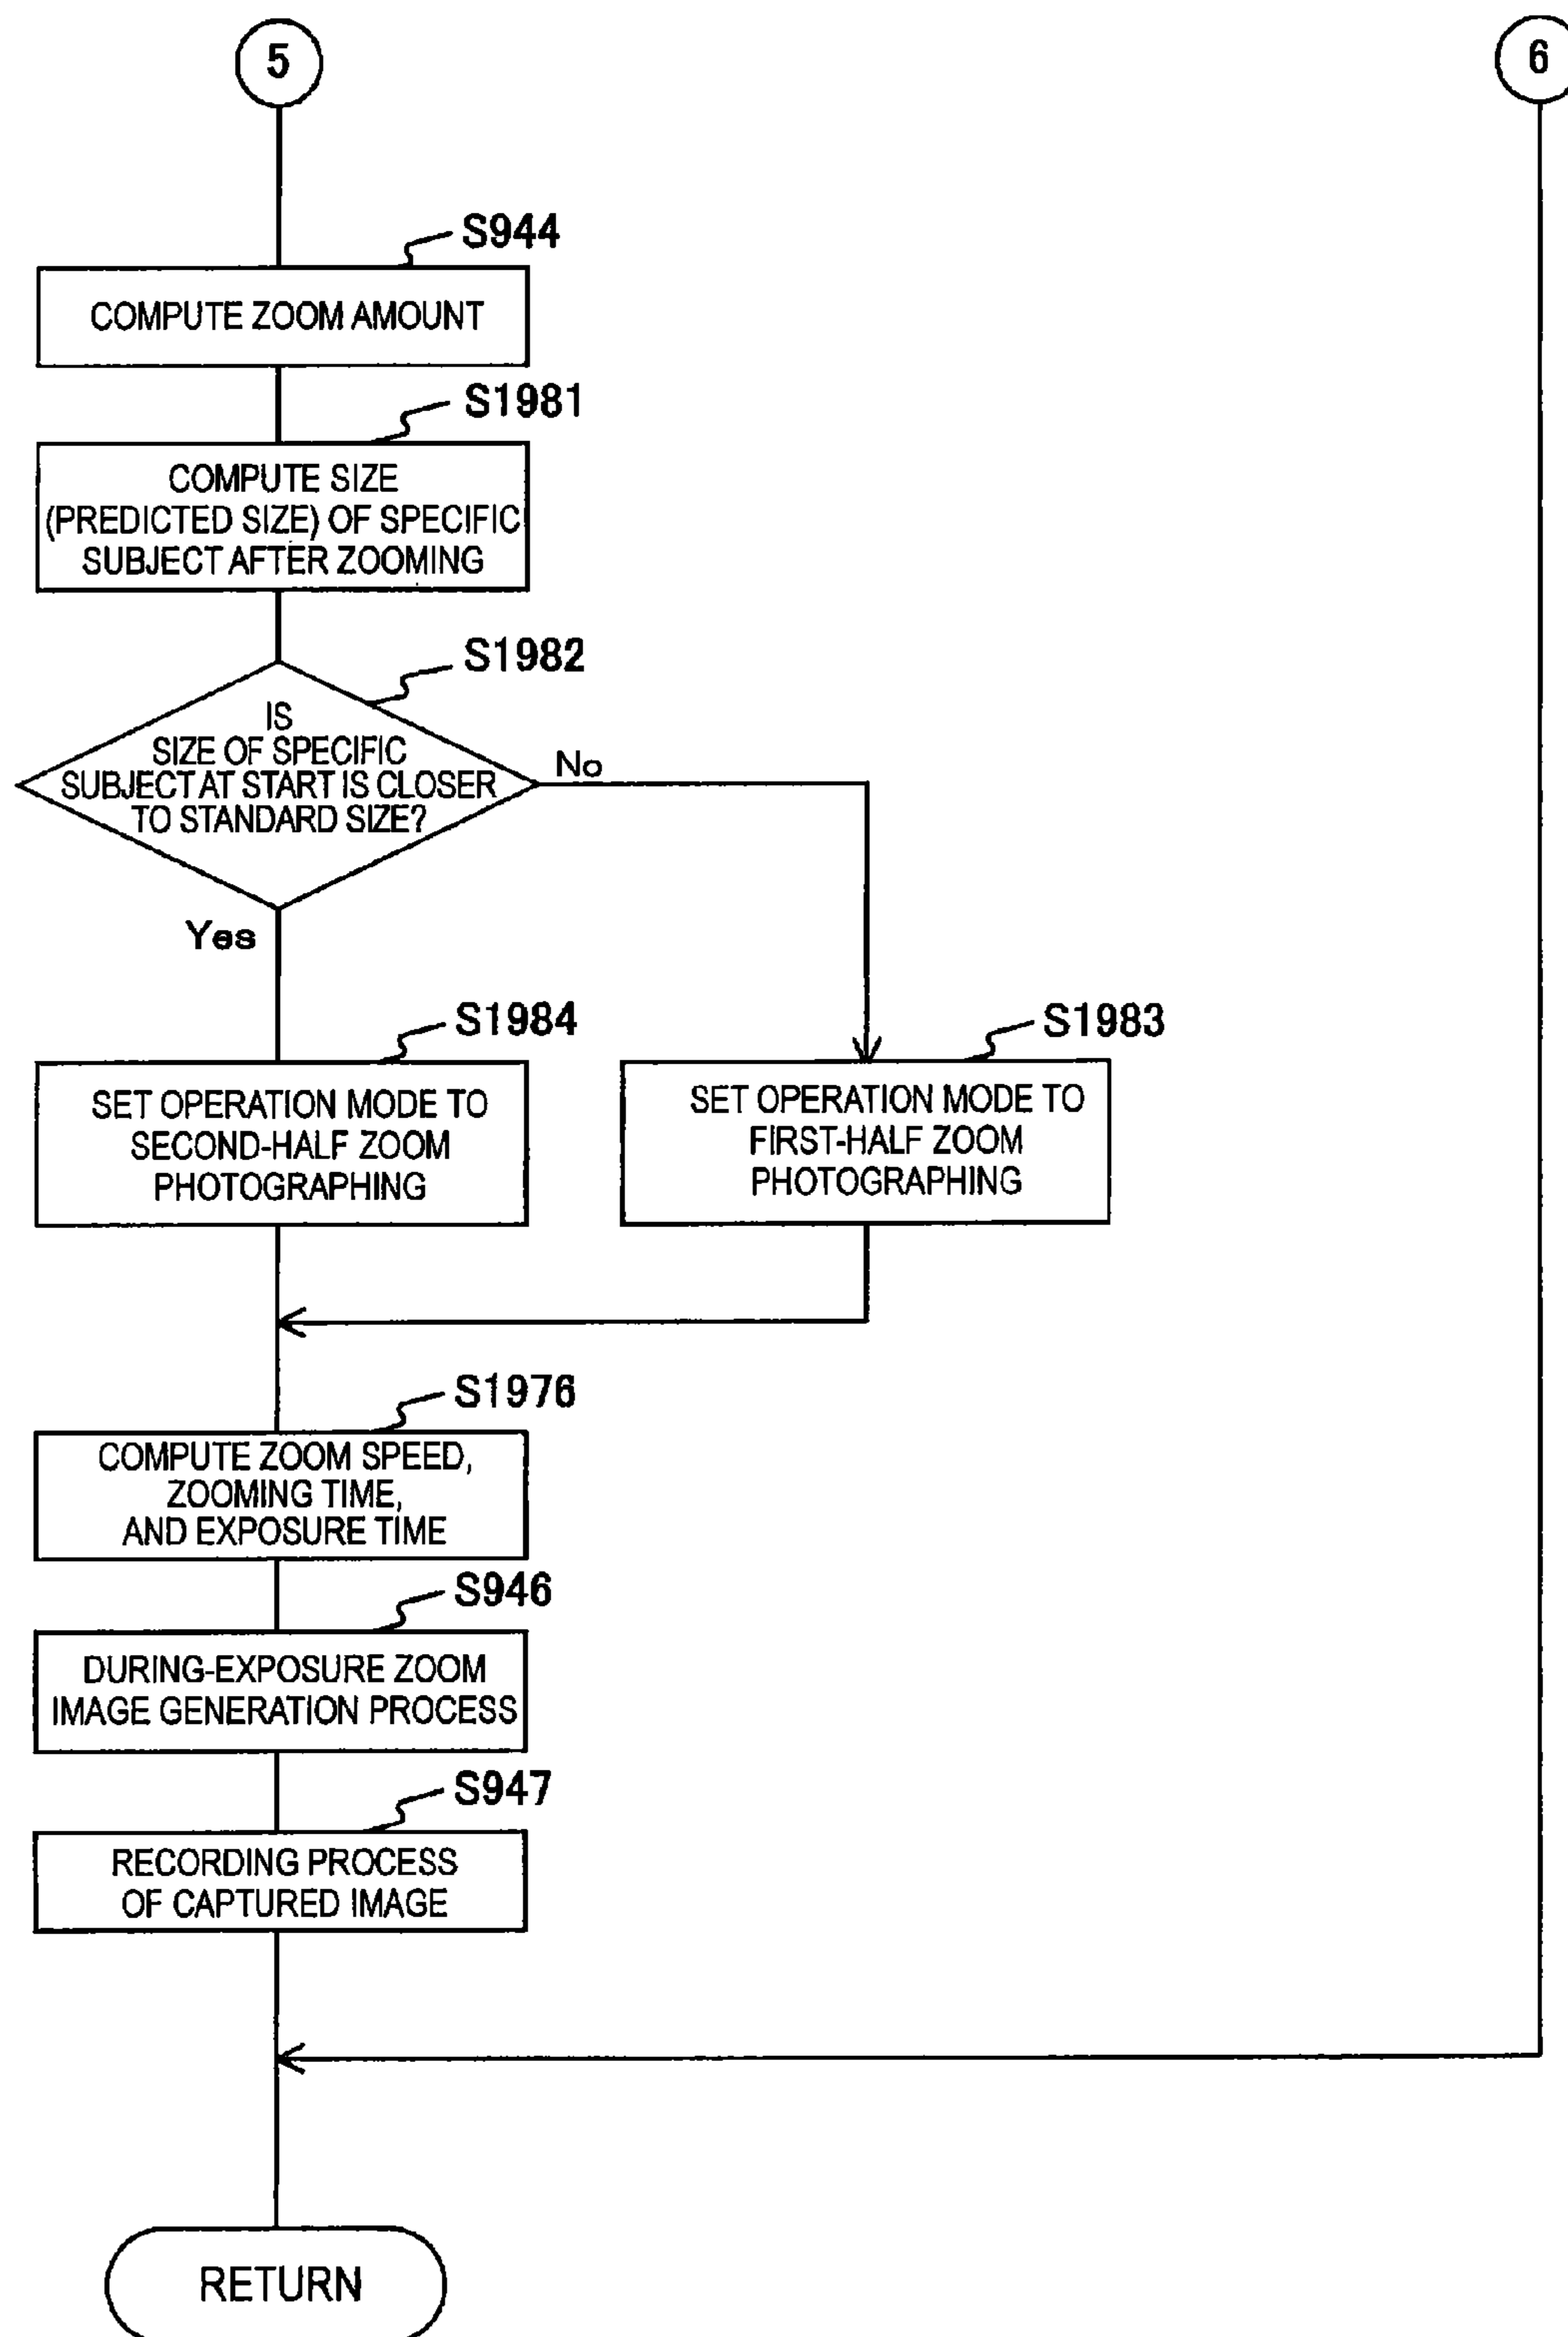 5
6
S944
COMPUTE ZOOM AMOUNT
S1981
COMPUTE SIZE
(PREDICTED SIZE) OF SPECIFIC
SUBJECT AFTER ZOOMING
S1982
IS
SIZE OF SPECIFIC
SUBJECT AT START IS CLOSER
TO STANDARD SIZE?
No
Yes
S1984
SET OPERATION MODE TO
SECOND-HALF ZOOM
PHOTOGRAPHING
S1983
SET OPERATION MODE TO
FIRST-HALF ZOOM
PHOTOGRAPHING
S1976
COMPUTE ZOOM SPEED,
ZOOMING TIME,
AND EXPOSURE TIME
S946
DURING-EXPOSURE ZOOM
IMAGE GENERATION PROCESS
S947
RECORDING PROCESS
OF CAPTURED IMAGE
RETURN